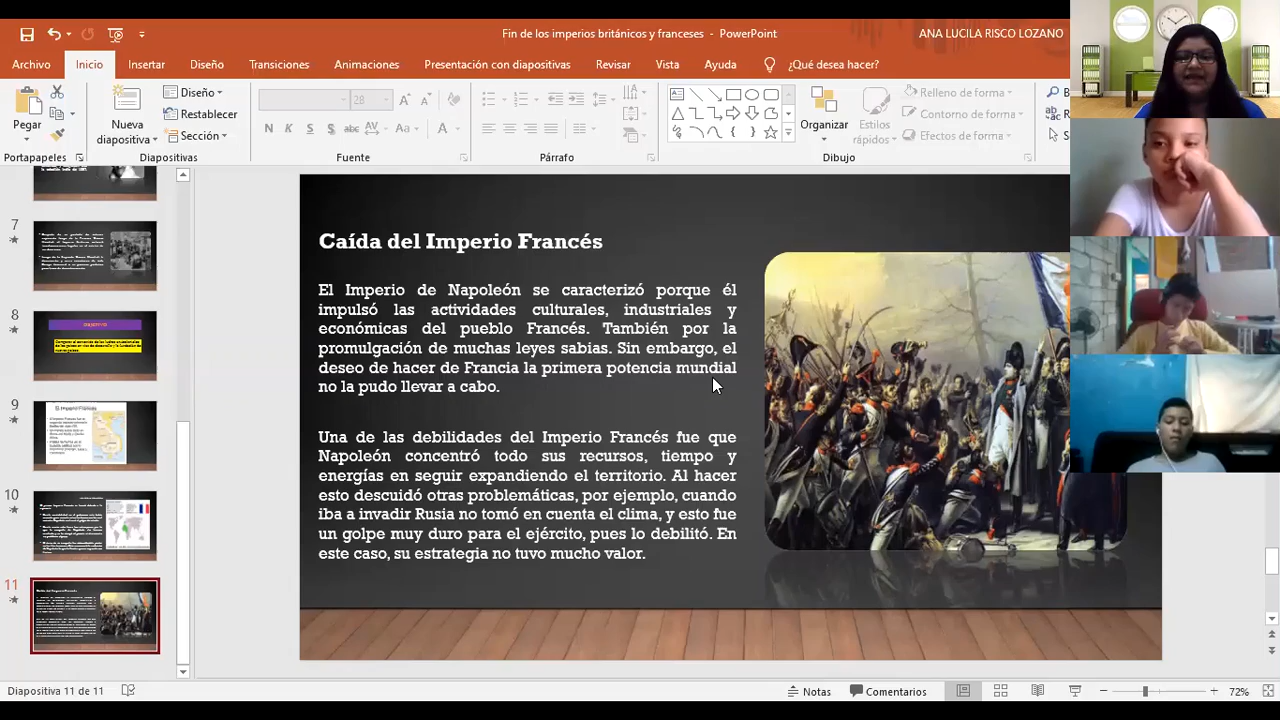 Fin de los imperios británicos y franceses - PowerPoint
ANA LUCILA RISCO LOZANO
Archivo Inicio Insertar Diseño Transiciones Animaciones Presentación con diapositivas Revisar Vista Ayuda ¿Qué desea hacer?
Pegar
Nueva
diapositiva
Diseño
Restablecer
Sección
28
N K S abc Aa A
Organizar
Estilos
rápidos
Relleno de forma
Contorno de forma
Efectos de forma
Portapapeles Diapositivas Fuente Párrafo Dibujo
7
8
9
10
11
Caída del Imperio Francés
El Imperio de Napoleón se caracterizó porque él
impulsó las actividades culturales, industriales y
económicas del pueblo Francés. También por la
promulgación de muchas leyes sabias. Sin embargo, el
deseo de hacer de Francia la primera potencia mundial
no la pudo llevar a cabo.
Una de las debilidades del Imperio Francés fue que
Napoleón concentró todo sus recursos, tiempo y
energías en seguir expandiendo el territorio. Al hacer
esto descuidó otras problemáticas, por ejemplo, cuando
iba a invadir Rusia no tomó en cuenta el clima, y esto fue
un golpe muy duro para el ejército, pues lo debilitó. En
este caso, su estrategia no tuvo mucho valor.
Diapositiva 11 de 11
Notas Comentarios 72%